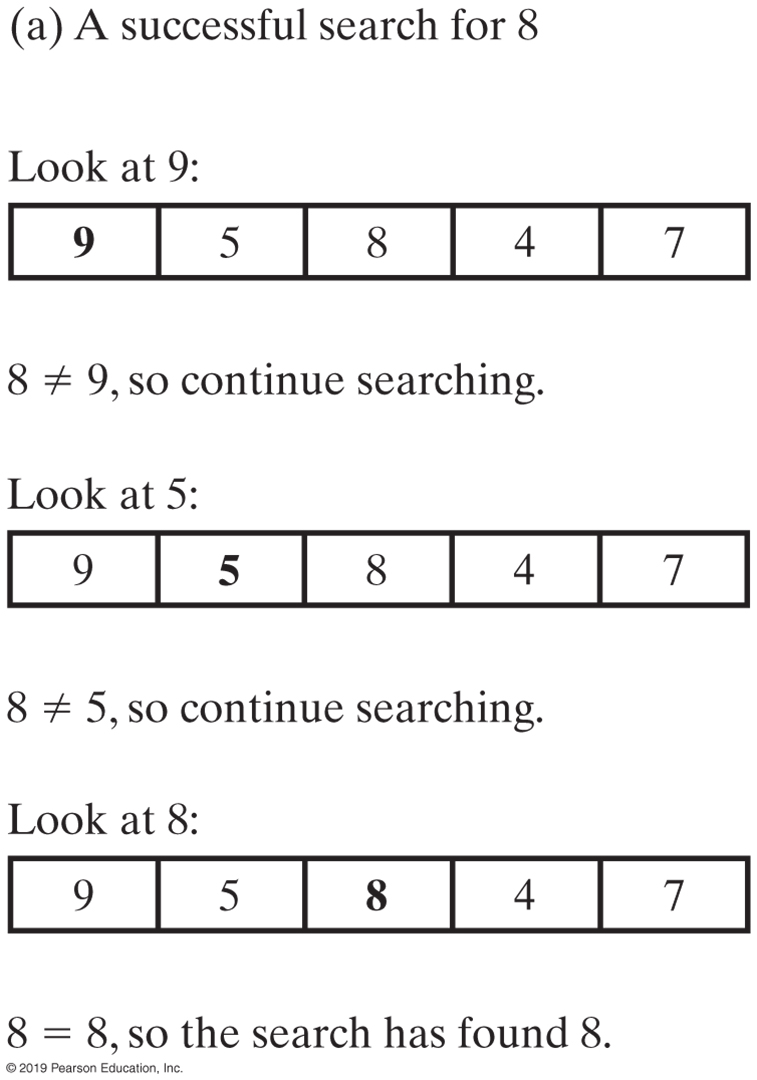 (a) A successful search for 8
Look at 9:
9 5 8 4 7
8 ≠ 9, so continue searching.
Look at 5:
9 5 8 4 7
8 ≠ 5, so continue searching.
Look at 8:
9 5 8 4 7
8 = 8, so the search has found 8.
© 2019 Pearson Education, Inc.